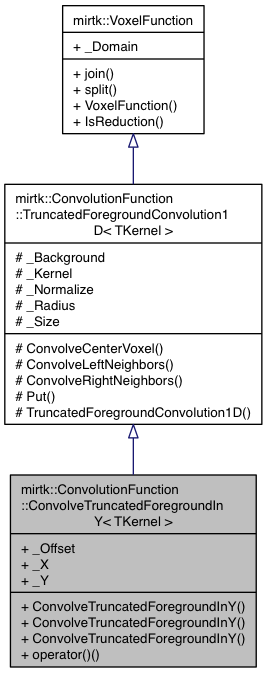 mirtk::VoxelFunction
+ _Domain
+ join()
+ split()
+ VoxelFunction()
+ IsReduction()
mirtk::ConvolutionFunction
::TruncatedForegroundConvolution1
D< TKernel >
# _Background
# _Kernel
# _Normalize
# _Radius
# _Size
# ConvolveCenterVoxel()
# ConvolveLeftNeighbors()
# ConvolveRightNeighbors()
# Put()
# TruncatedForegroundConvolution1D()
mirtk::ConvolutionFunction
::ConvolveTruncatedForegroundIn
Y< TKernel >
+ _Offset
+ _X
+ _Y
+ ConvolveTruncatedForegroundInY()
+ ConvolveTruncatedForegroundInY()
+ ConvolveTruncatedForegroundInY()
+ operator()()